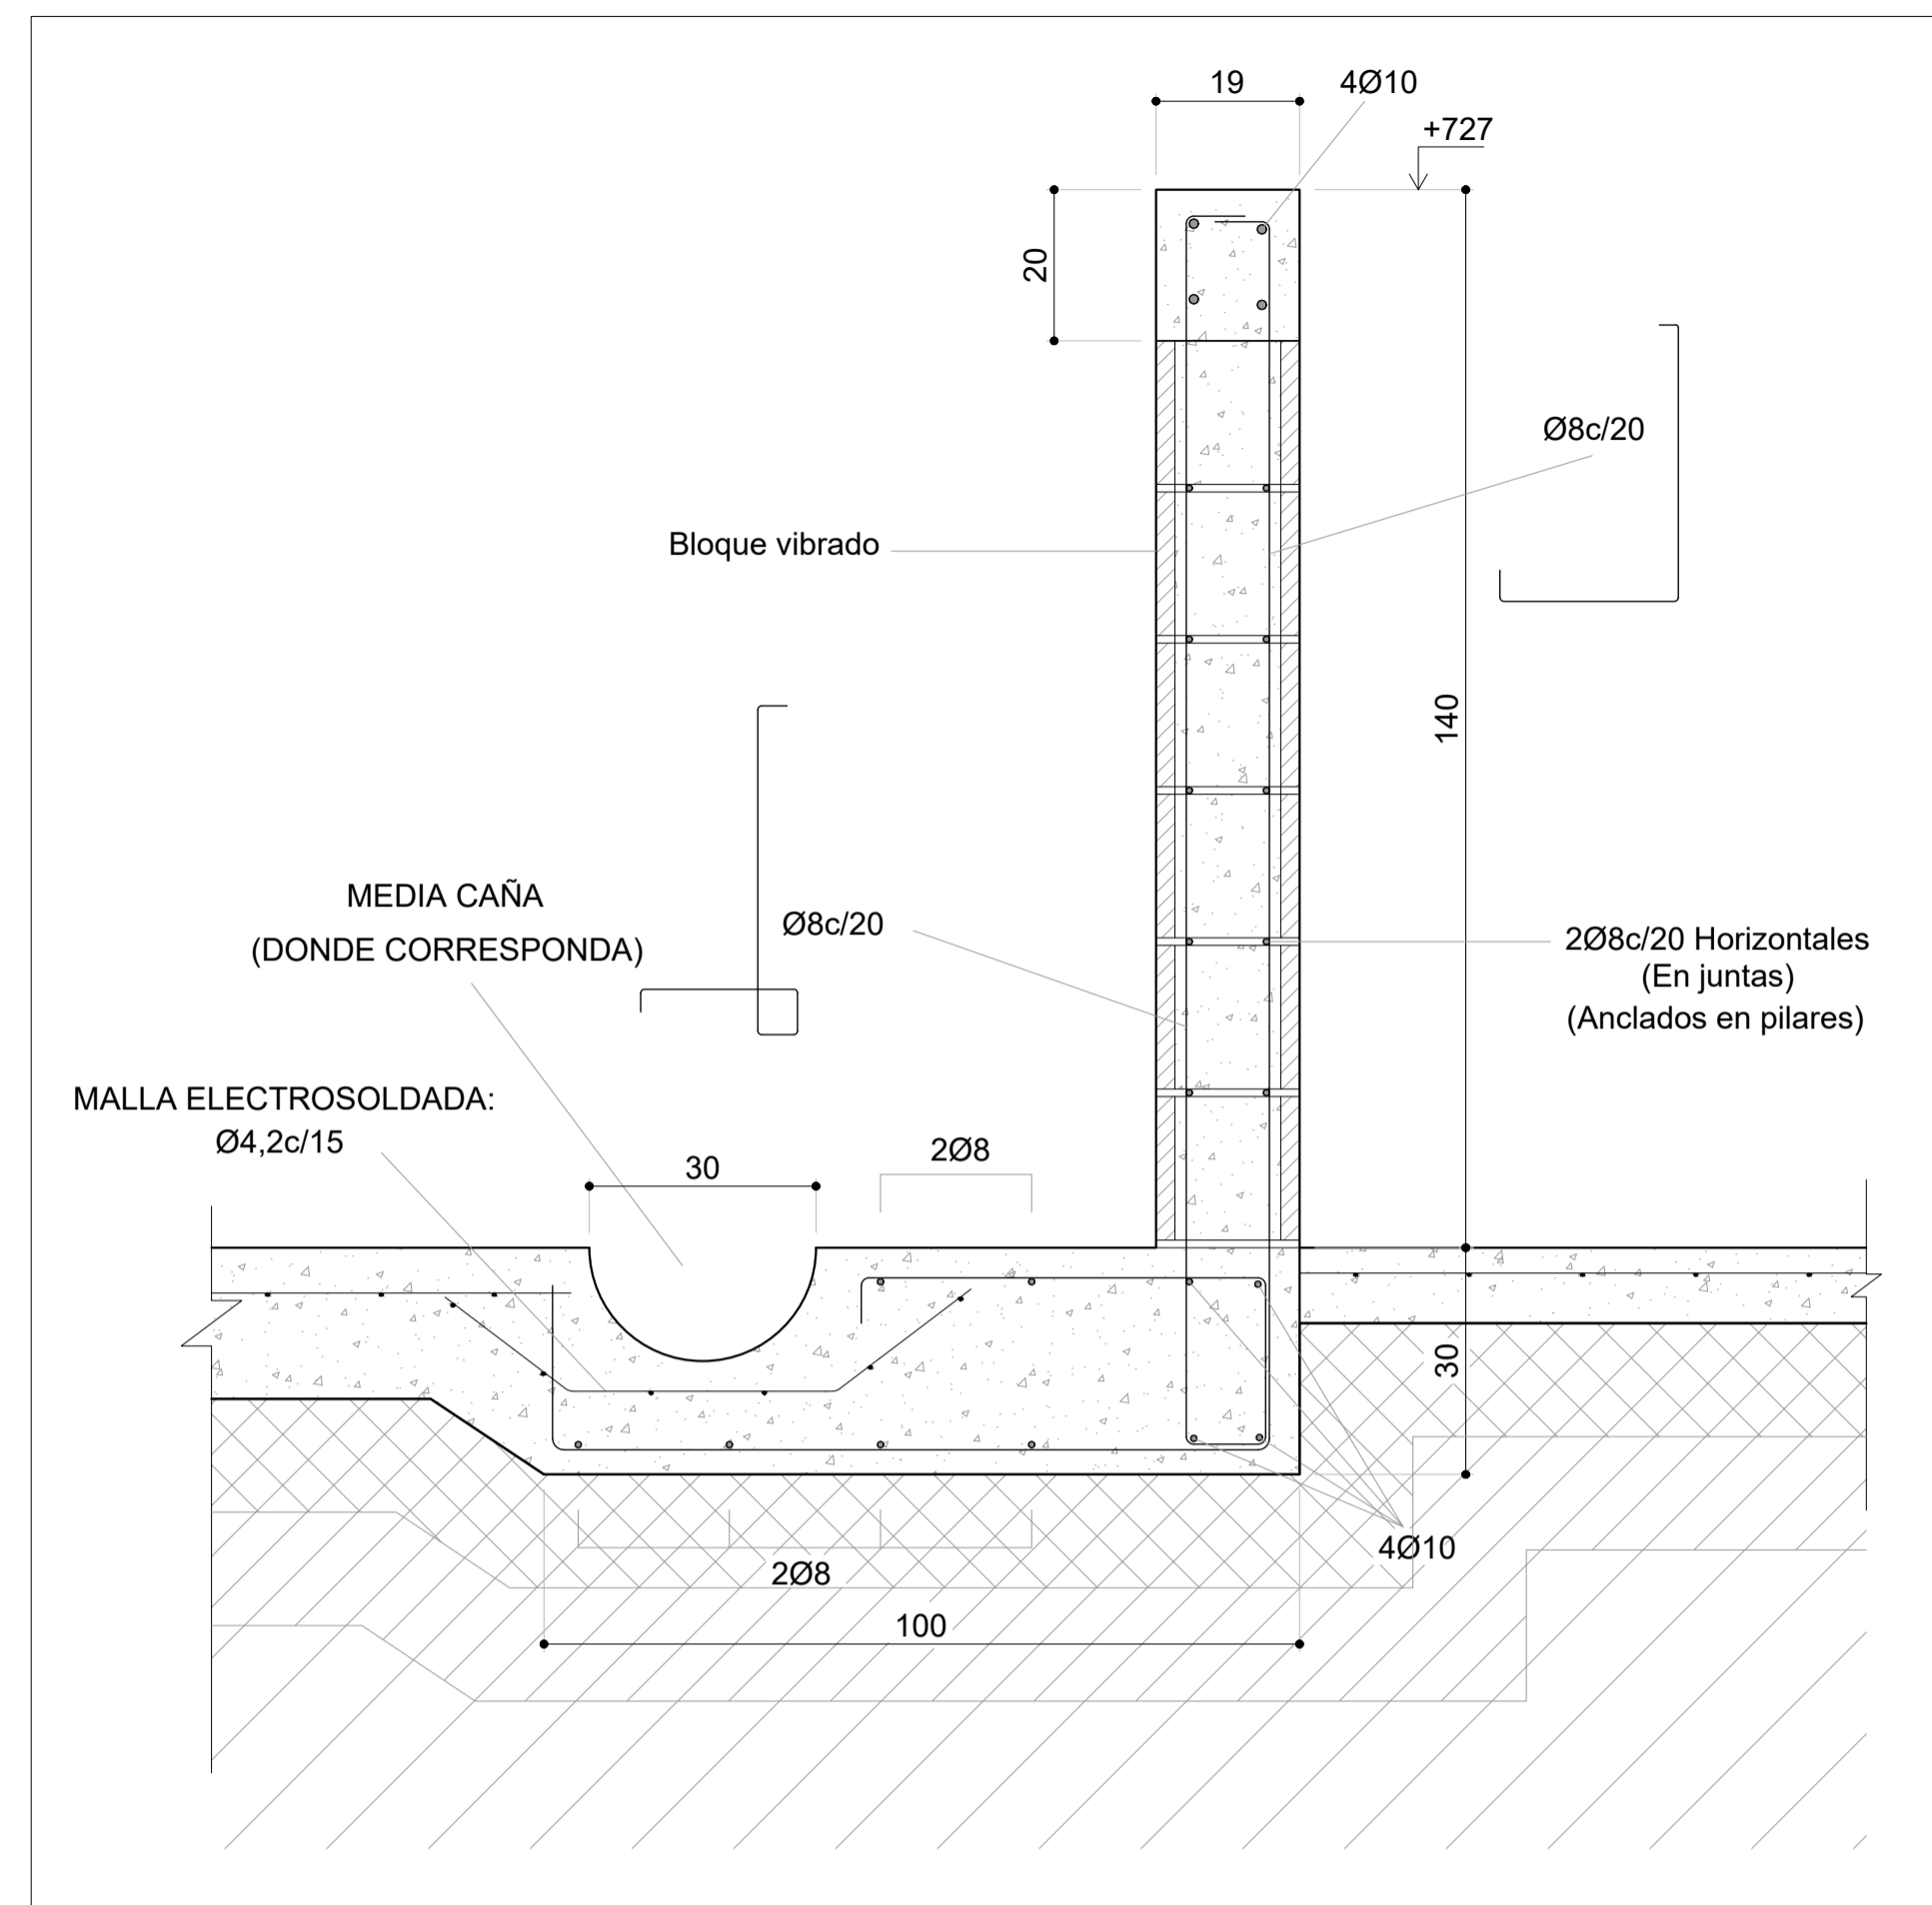 19
4Ø10
+727
20
Ø8c/20
Bloque vibrado
140
MEDIA CAÑA
(DONDE CORRESPONDA)
Ø8c/20
2Ø8c/20 Horizontales
(En juntas)
(Anclados en pilares)
MALLA ELECTROSOLDADA:
Ø4,2c/15
30
2Ø8
30
4Ø10
2Ø8
100